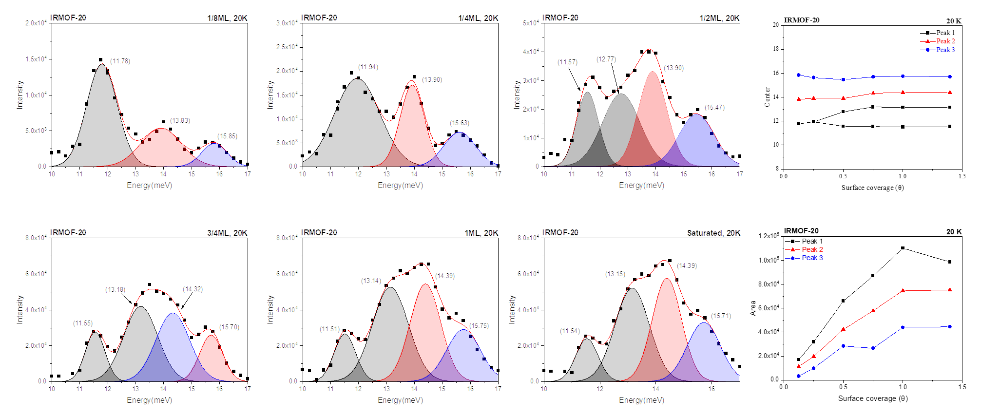 IRMOF-20 1/8ML, 20K
2.0x10⁴
1.5x10⁴
1.0x10⁴
5.0x10³
0.0
Intensity
(11.78)
(13.83)
(15.85)
10 11 12 13 14 15 16 17
Energy(meV)
IRMOF-20 1/4ML, 20K
3.0x10⁴
2.5x10⁴
2.0x10⁴
1.5x10⁴
1.0x10⁴
5.0x10³
0.0
Intensity
(11.94)
(13.90)
(15.63)
10 11 12 13 14 15 16 17
Energy(meV)
IRMOF-20 1/2ML, 20K
5x10⁴
4x10⁴
3x10⁴
2x10⁴
1x10⁴
0
Intensity
(11.57)
(12.77)
(13.90)
(15.47)
10 11 12 13 14 15 16 17
Energy(meV)
IRMOF-20 20 K
20
18
16
14
12
10
8
Center
Peak 1
Peak 2
Peak 3
0.0 0.5 1.0 1.5
Surface coverage (θ)
IRMOF-20 3/4ML, 20K
8.0x10⁴
6.0x10⁴
4.0x10⁴
2.0x10⁴
0.0
Intensity
(11.55)
(13.18)
(14.32)
(15.70)
10 11 12 13 14 15 16 17
Energy(meV)
IRMOF-20 1ML, 20K
8.0x10⁴
6.0x10⁴
4.0x10⁴
2.0x10⁴
0.0
Intensity
(11.51)
(13.14)
(14.39)
(15.75)
10 11 12 13 14 15 16 17
Energy(meV)
IRMOF-20 Saturated, 20K
8.0x10⁴
6.0x10⁴
4.0x10⁴
2.0x10⁴
0.0
Intensity
(11.54)
(13.15)
(14.39)
(15.71)
10 12 14 16
Energy(meV)
IRMOF-20 20 K
1.2x10⁵
1.0x10⁵
8.0x10⁴
6.0x10⁴
4.0x10⁴
2.0x10⁴
0.0
Area
Peak 1
Peak 2
Peak 3
0.0 0.5 1.0 1.5
Surface coverage (θ)